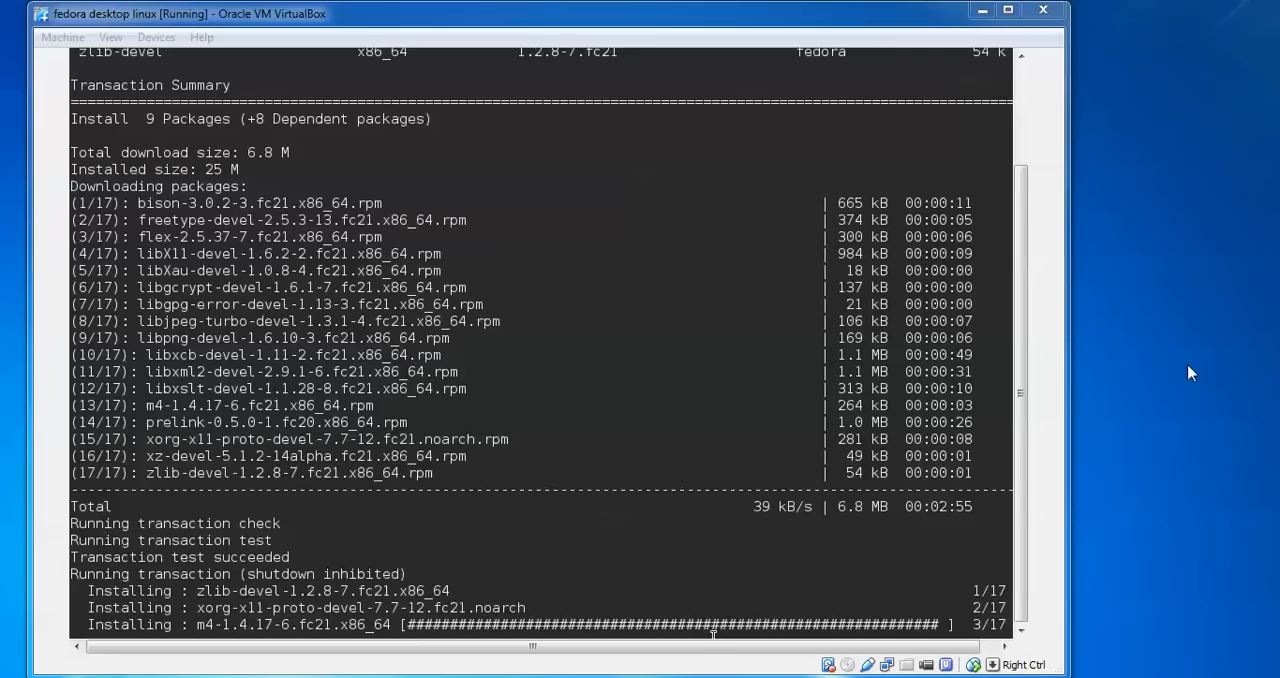 fedora desktop linux [Running] - Oracle VM VirtualBox
Machine View Devices Help
zlib-devel x86_64 1.2.8-7.fc21 fedora 54 k
Transaction Summary
================================================================================================================
Install 9 Packages (+8 Dependent packages)
Total download size: 6.8 M
Installed size: 25 M
Downloading packages:
(1/17): bison-3.0.2-3.fc21.x86_64.rpm | 665 kB 00:00:11
(2/17): freetype-devel-2.5.3-13.fc21.x86_64.rpm | 374 kB 00:00:05
(3/17): flex-2.5.37-7.fc21.x86_64.rpm | 300 kB 00:00:06
(4/17): libX11-devel-1.6.2-2.fc21.x86_64.rpm | 984 kB 00:00:09
(5/17): libXau-devel-1.0.8-4.fc21.x86_64.rpm | 18 kB 00:00:00
(6/17): libgcrypt-devel-1.6.1-7.fc21.x86_64.rpm | 137 kB 00:00:00
(7/17): libgpg-error-devel-1.13-3.fc21.x86_64.rpm | 21 kB 00:00:00
(8/17): libjpeg-turbo-devel-1.3.1-4.fc21.x86_64.rpm | 106 kB 00:00:07
(9/17): libpng-devel-1.6.10-3.fc21.x86_64.rpm | 169 kB 00:00:06
(10/17): libxcb-devel-1.11-2.fc21.x86_64.rpm | 1.1 MB 00:00:49
(11/17): libxml2-devel-2.9.1-6.fc21.x86_64.rpm | 1.1 MB 00:00:31
(12/17): libxslt-devel-1.1.28-8.fc21.x86_64.rpm | 313 kB 00:00:10
(13/17): m4-1.4.17-6.fc21.x86_64.rpm | 264 kB 00:00:03
(14/17): prelink-0.5.0-1.fc20.x86_64.rpm | 1.0 MB 00:00:26
(15/17): xorg-x11-proto-devel-7.7-12.fc21.noarch.rpm | 281 kB 00:00:08
(16/17): xz-devel-5.1.2-14alpha.fc21.x86_64.rpm | 49 kB 00:00:01
(17/17): zlib-devel-1.2.8-7.fc21.x86_64.rpm | 54 kB 00:00:01
----------------------------------------------------------------------------------------------------------------
Total 39 kB/s | 6.8 MB 00:02:55
Running transaction check
Running transaction test
Transaction test succeeded
Running transaction (shutdown inhibited)
Installing : zlib-devel-1.2.8-7.fc21.x86_64 1/17
Installing : xorg-x11-proto-devel-7.7-12.fc21.noarch 2/17
Installing : m4-1.4.17-6.fc21.x86_64 [############################################################### ] 3/17
Right Ctrl